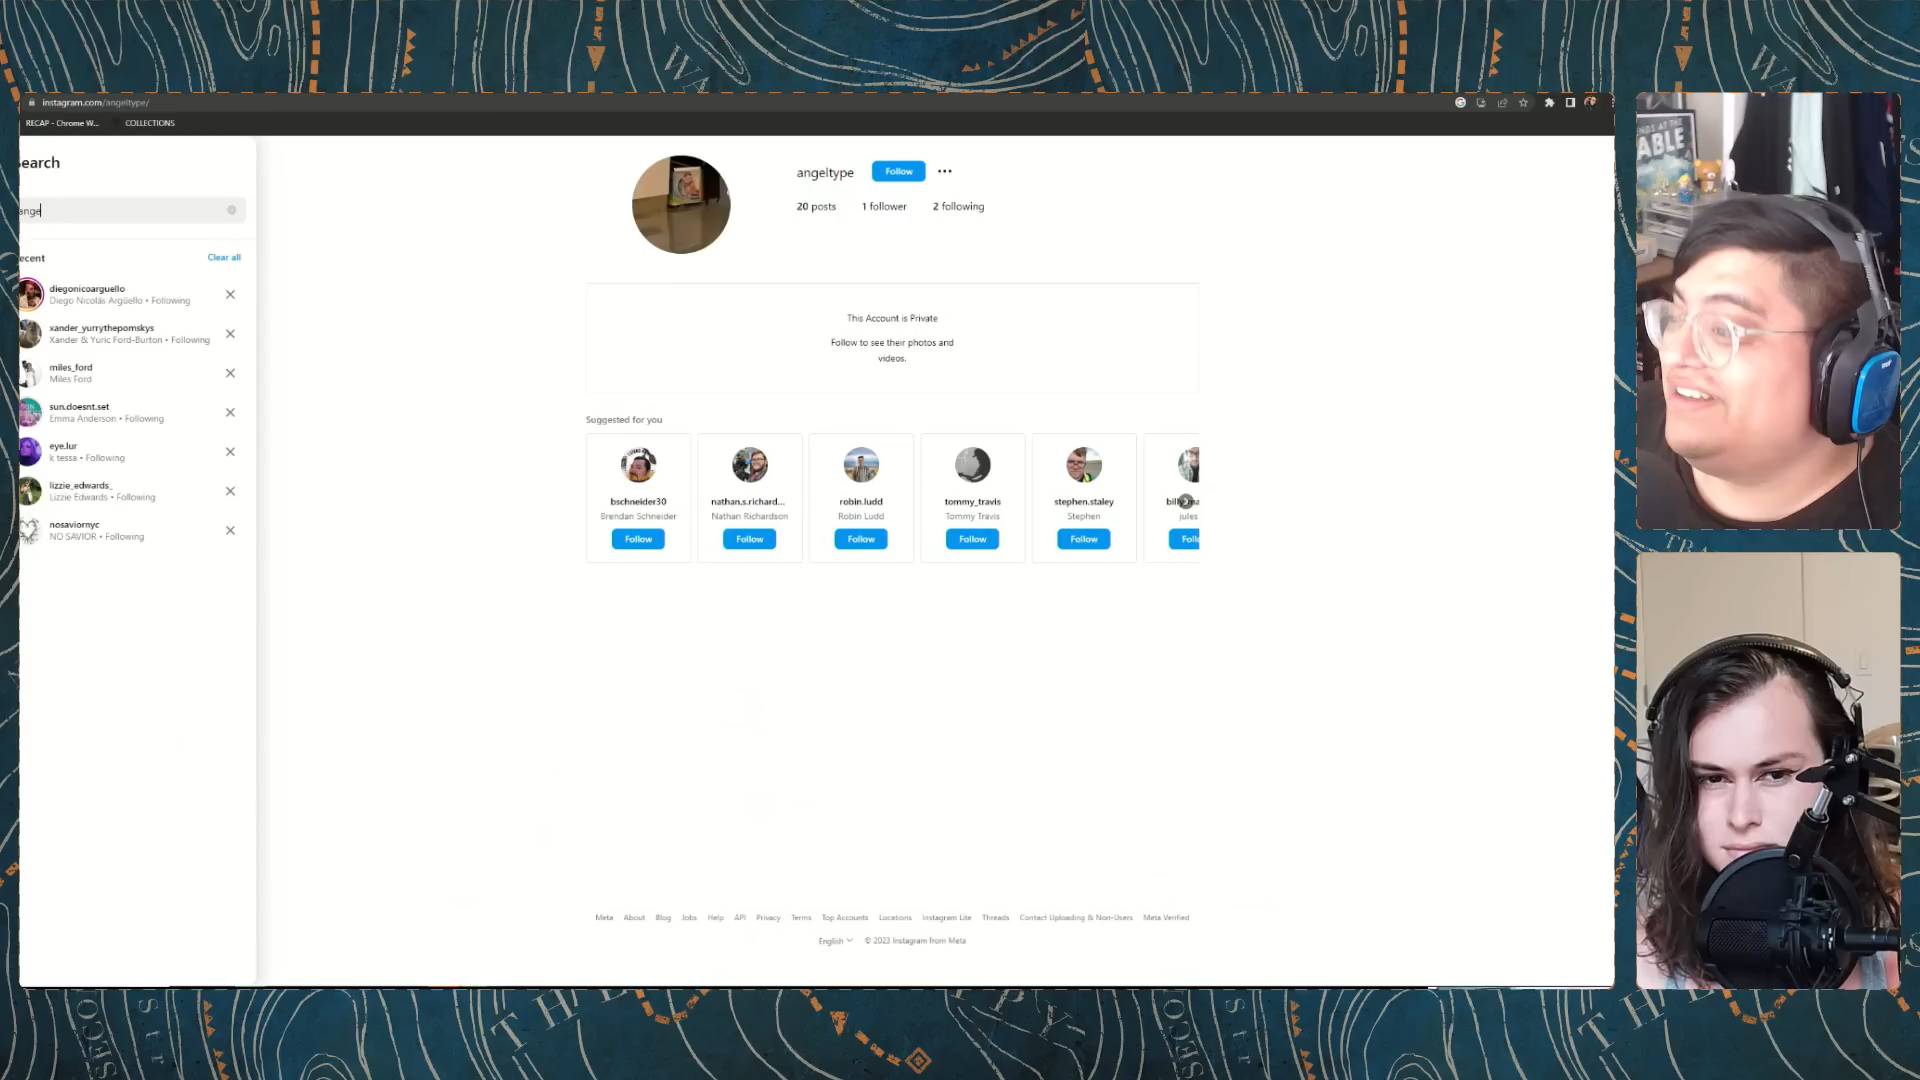 instagram.com/angeltype/
RECAP - Chrome W...
COLLECTIONS
earch
ange
ecent
Clear all
diegonicoarguello
Diego Nicolás Argüello • Following
xander_yurrythepomskys
Xander & Yuric Ford-Burton • Following
miles_ford
Miles Ford
sun.doesnt.set
Emma Anderson • Following
eye.lur
k tessa • Following
lizzie_edwards_
Lizzie Edwards • Following
nosaviornyc
NO SAVIOR • Following
angeltype
Follow
20 posts
1 follower
2 following
This Account is Private
Follow to see their photos and
videos.
Suggested for you
bschneider30
Brendan Schneider
Follow
nathan.s.richard...
Nathan Richardson
Follow
robin.ludd
Robin Ludd
Follow
tommy_travis
Tommy Travis
Follow
stephen.staley
Stephen
Follow
jules
Meta About Blog Jobs Help API Privacy Terms Top Accounts Locations Instagram Lite Threads Contact Uploading & Non-Users Meta Verified
English © 2023 Instagram from Meta
NDS AT THE
ABLE